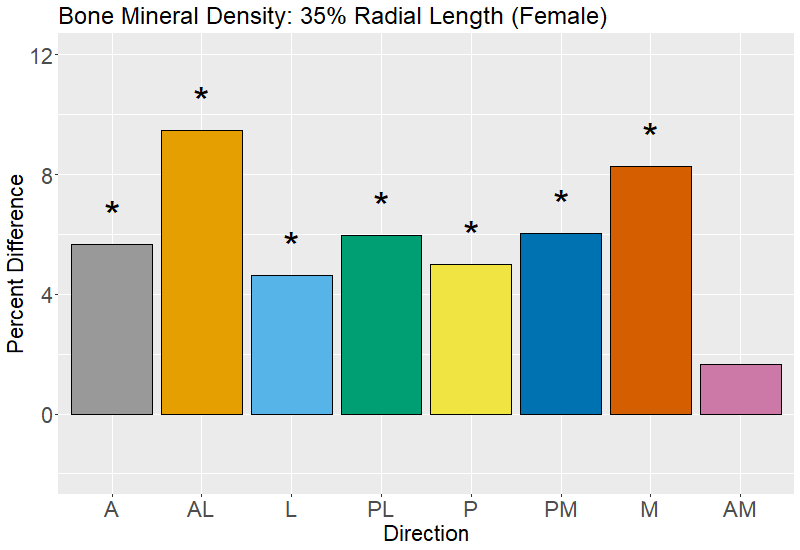 Bone Mineral Density: 35% Radial Length (Female)
Percent Difference
12
8
4
0
* * * * * * *
A AL L PL P PM M AM
Direction